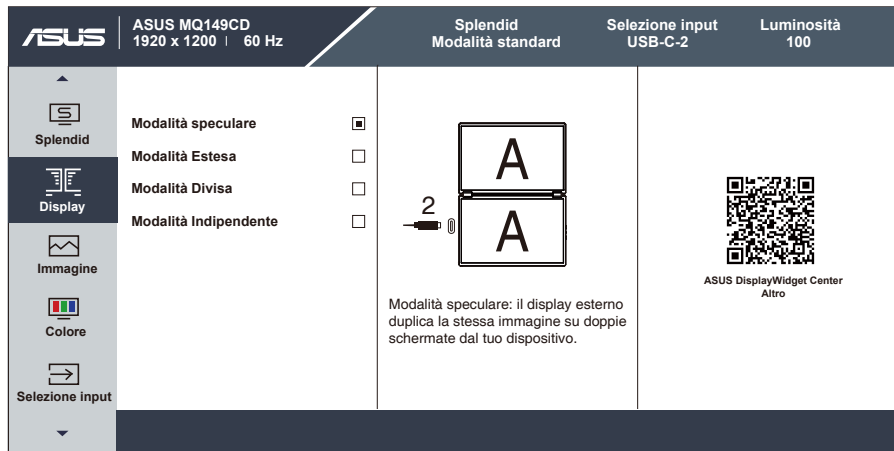 ASUS
ASUS MQ149CD
1920 x 1200 | 60 Hz
Splendid
Modalità standard
Selezione input
USB-C-2
Luminosità
100
Splendid
Display
Immagine
Colore
Selezione input
Modalità speculare
Modalità Estesa
Modalità Divisa
Modalità Indipendente
A
2
A
Modalità speculare: il display esterno
duplica la stessa immagine su doppie
schermate dal tuo dispositivo.
ASUS DisplayWidget Center
Altro